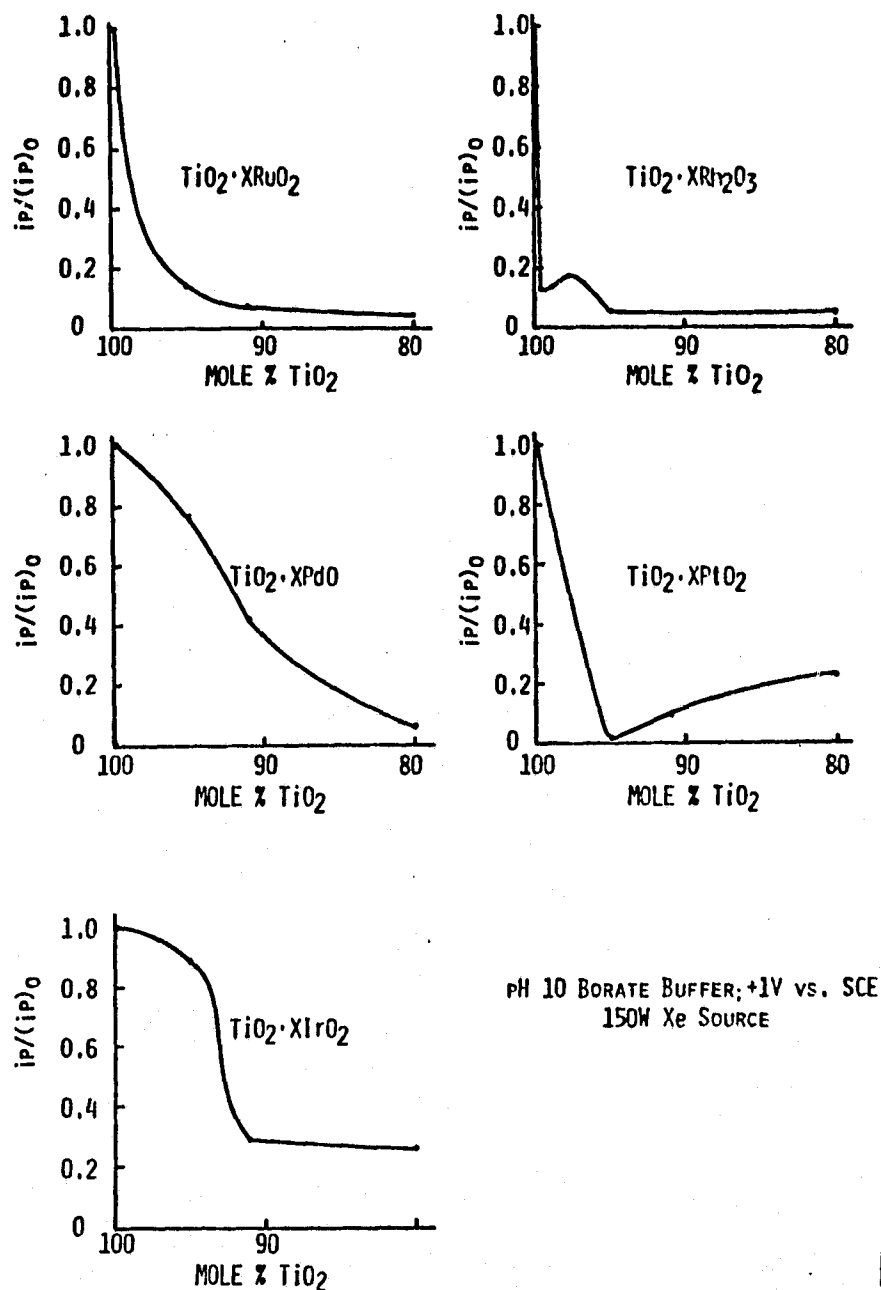 1.0
0.8
0.6
0.4
0.2
0
iP/(iP)0
TiO2·XRuO2
100
90
80
MOLE % TiO2
1.0
0.8
0.6
0.4
0.2
0
iP/(iP)0
TiO2·XRh2O3
100
90
80
MOLE % TiO2
1.0
0.8
0.6
0.4
0.2
0
iP/(iP)0
TiO2·XPdO
100
90
80
MOLE % TiO2
1.0
0.8
0.6
0.4
0.2
0
iP/(iP)0
TiO2·XPtO2
100
90
80
MOLE % TiO2
1.0
0.8
0.6
0.4
0.2
0
iP/(iP)0
TiO2·XIrO2
100
90
MOLE % TiO2
pH 10 BORATE BUFFER; +1V VS. SCE
150W Xe SOURCE